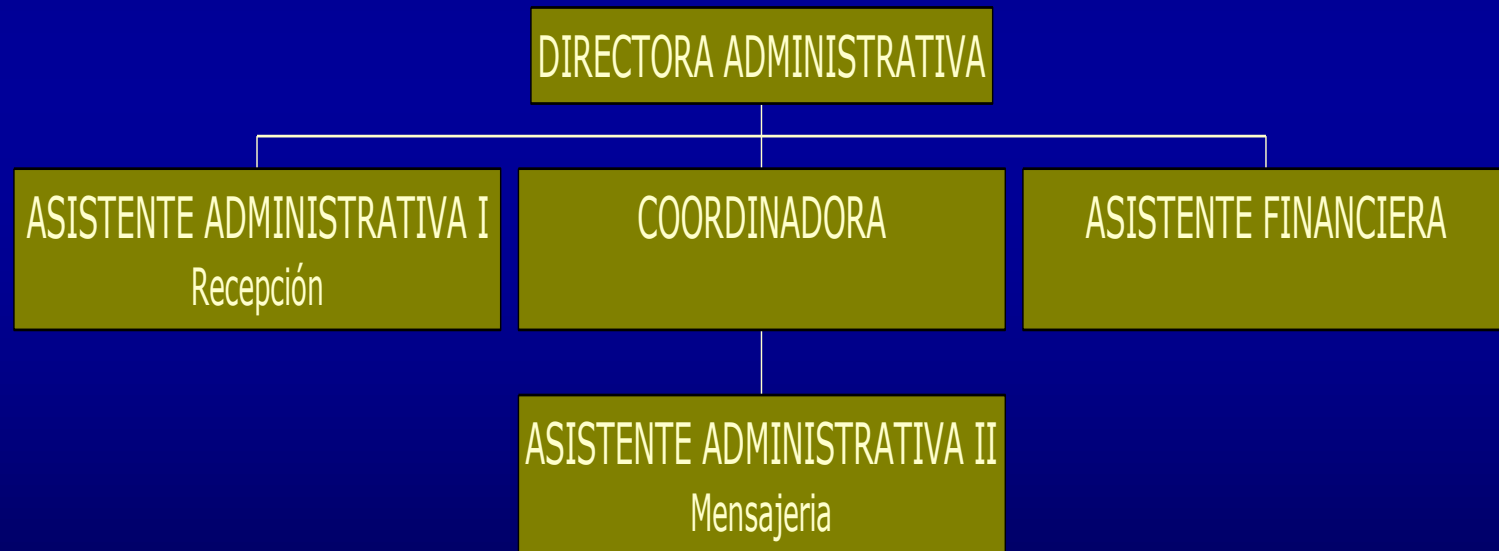 DIRECTORA ADMINISTRATIVA
ASISTENTE ADMINISTRATIVA I
Recepción
COORDINADORA
ASISTENTE FINANCIERA
ASISTENTE ADMINISTRATIVA II
Mensajeria